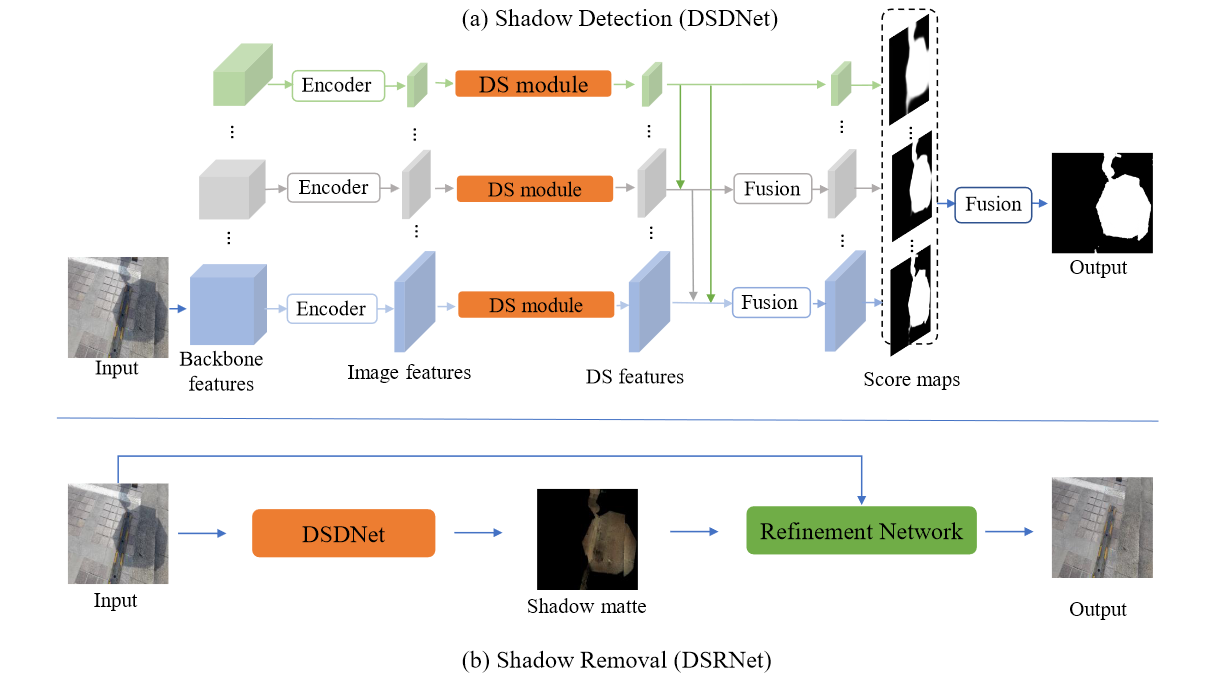 (a) Shadow Detection (DSDNet)
Encoder
DS module
Encoder
DS module
Fusion
Fusion
Output
Encoder
DS module
Fusion
Input
Backbone
features
Image features
DS features
Score maps
DSDNet
Refinement Network
Input
Shadow matte
Output
(b) Shadow Removal (DSRNet)